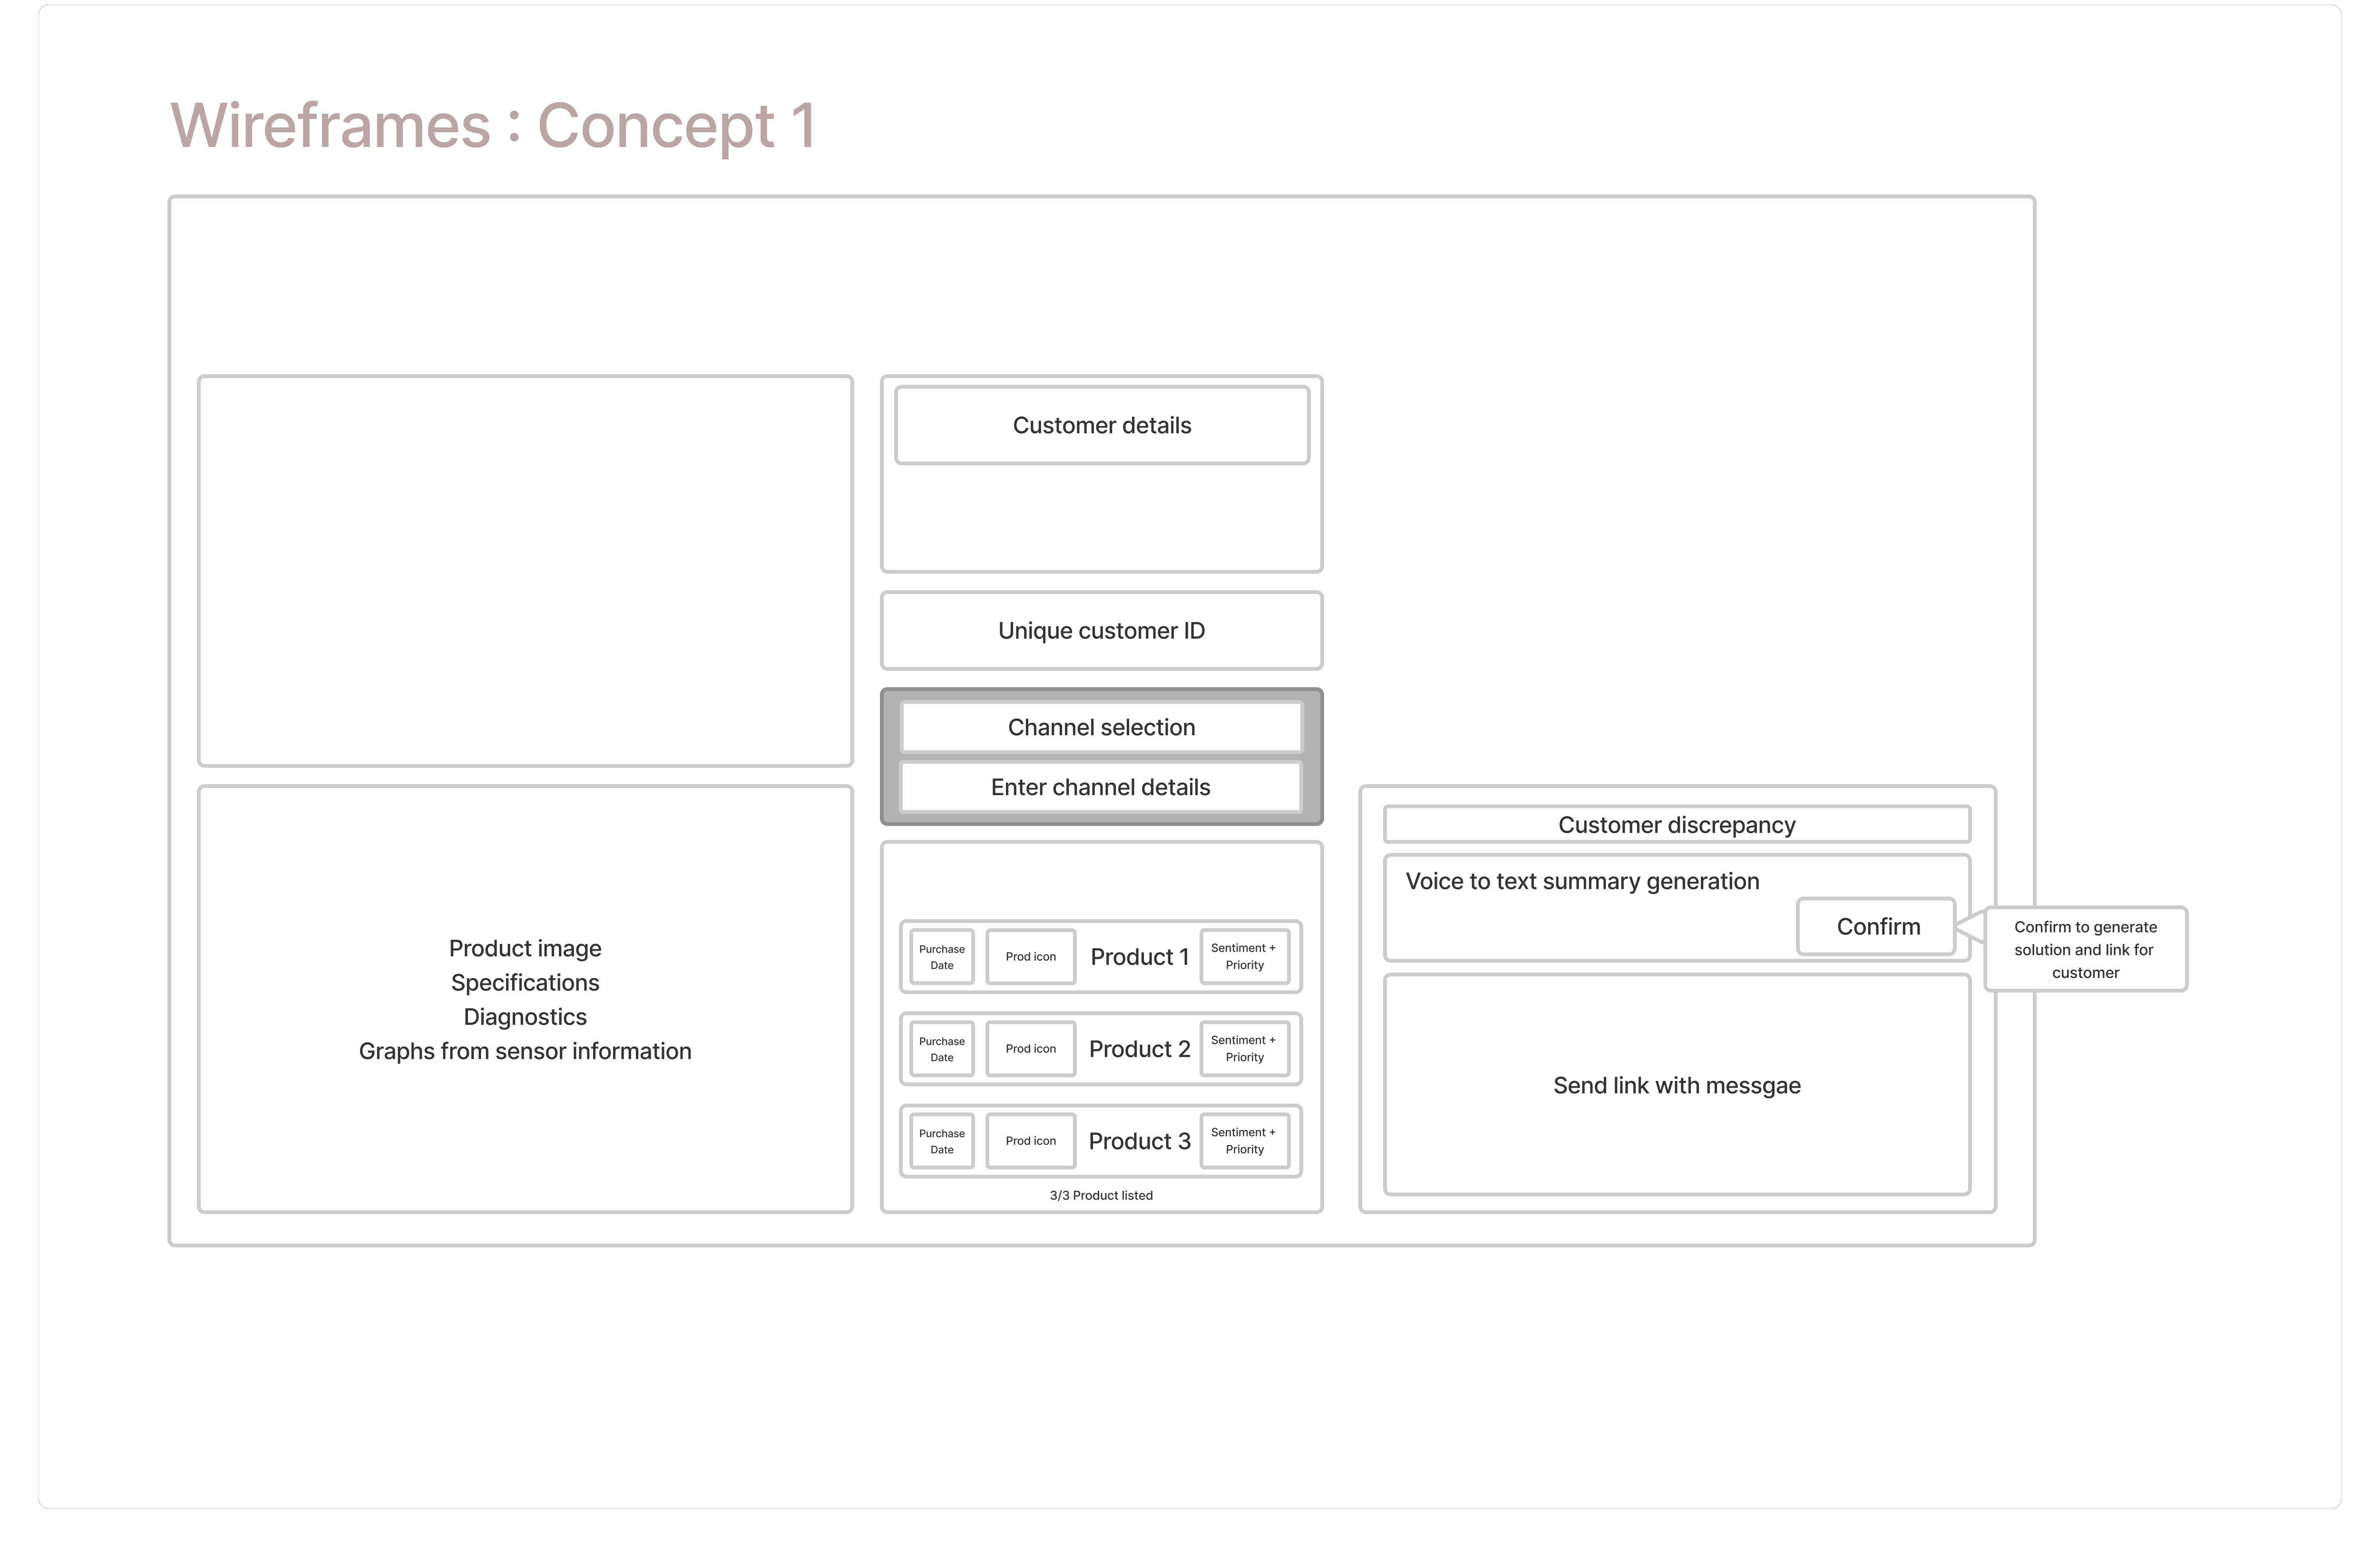 Wireframes : Concept 1
Customer details
Unique customer ID
Channel selection
Enter channel details
Product image
Specifications
Diagnostics
Graphs from sensor information
Purchase
Date
Prod icon
Product 1
Sentiment +
Priority
Purchase
Date
Prod icon
Product 2
Sentiment +
Priority
Purchase
Date
Prod icon
Product 3
Sentiment +
Priority
3/3 Product listed
Customer discrepancy
Voice to text summary generation
Confirm
Confirm to generate
solution and link for
customer
Send link with messgae